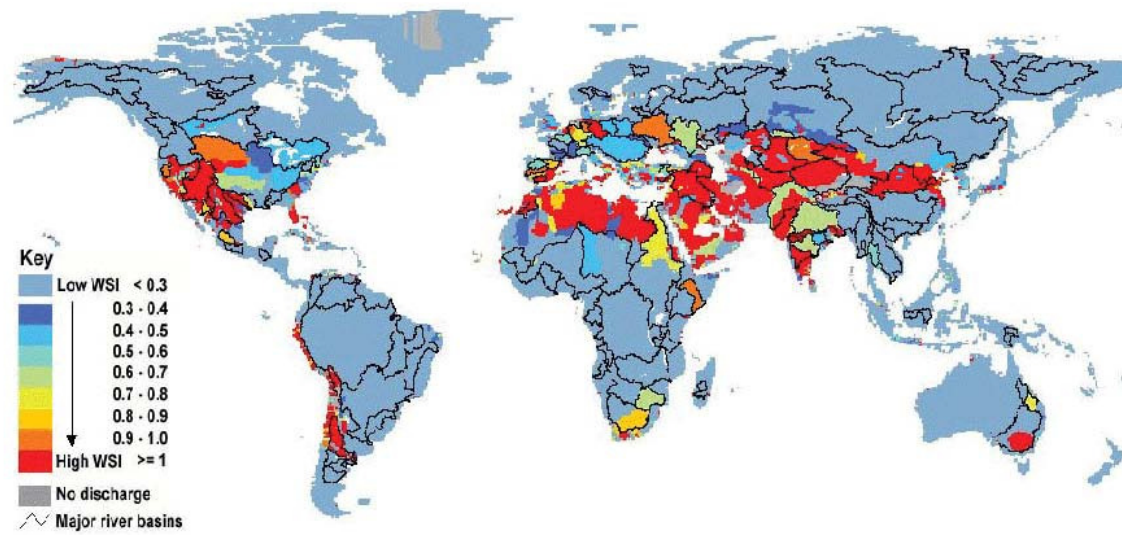 Key
Low WSI < 0.3
0.3 - 0.4
0.4 - 0.5
0.5 - 0.6
0.6 - 0.7
0.7 - 0.8
0.8 - 0.9
0.9 - 1.0
High WSI >= 1
No discharge
Major river basins